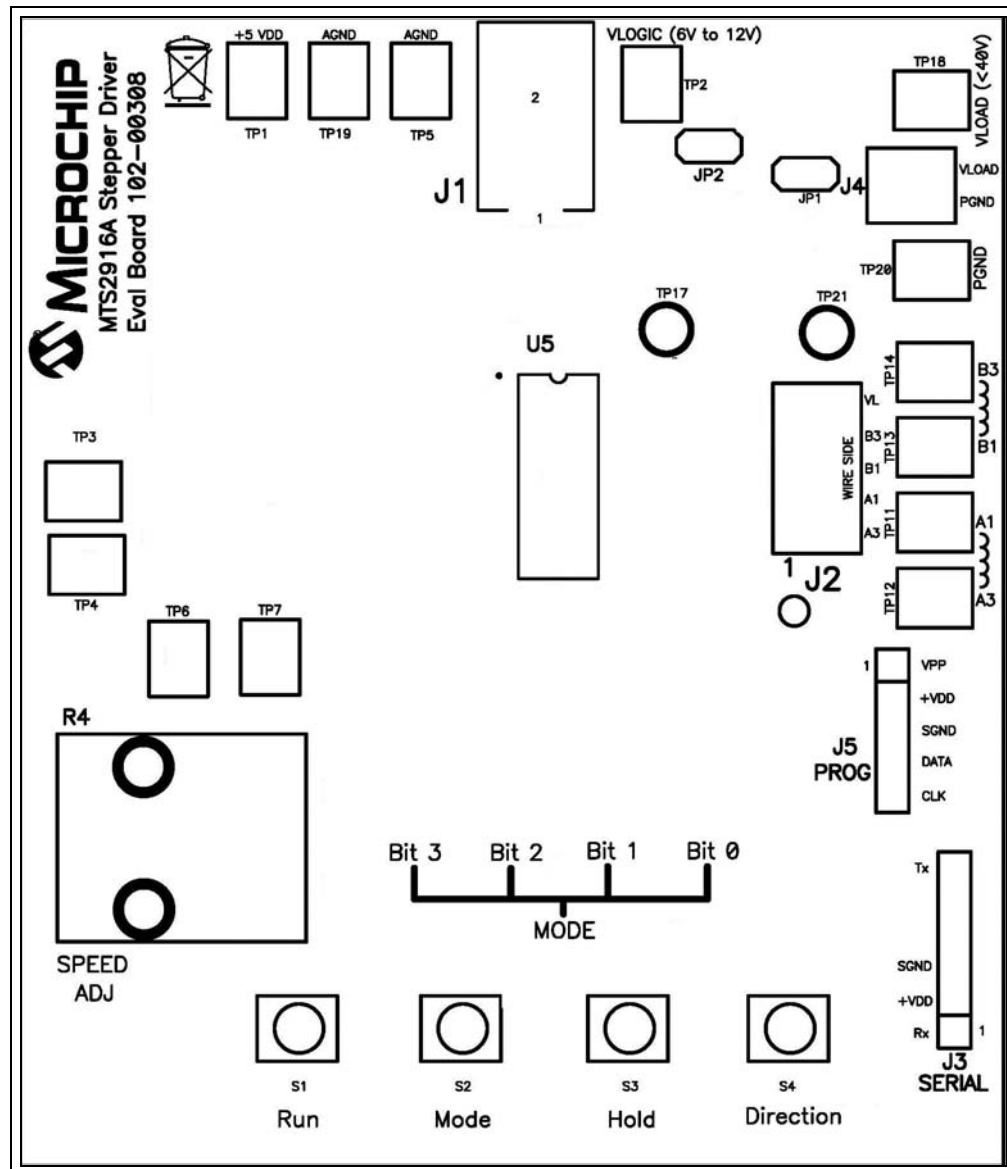 MICROCHIP
MTS2916A Stepper Driver
Eval Board 102-00308
+5 VDD
TP1
AGND
TP19
AGND
TP5
2
1
J1
VLOGIC (6V to 12V)
TP2
JP2
JP1
TP18
VLOAD (<40V)
J4
VLOAD
PGND
TP20
PGND
TP17
TP21
U5
TP14
B3
TP13
B1
TP11
A1
TP12
A3
VL
B3
B1
A1
A3
WIRE SIDE
1
J2
TP3
TP4
TP6
TP7
R4
SPEED
ADJ
1
VPP
+VDD
SGND
DATA
CLK
J5
PROG
Bit 3
Bit 2
Bit 1
Bit 0
MODE
Tx
SGND
+VDD
Rx
1
J3
SERIAL
S1
Run
S2
Mode
S3
Hold
S4
Direction